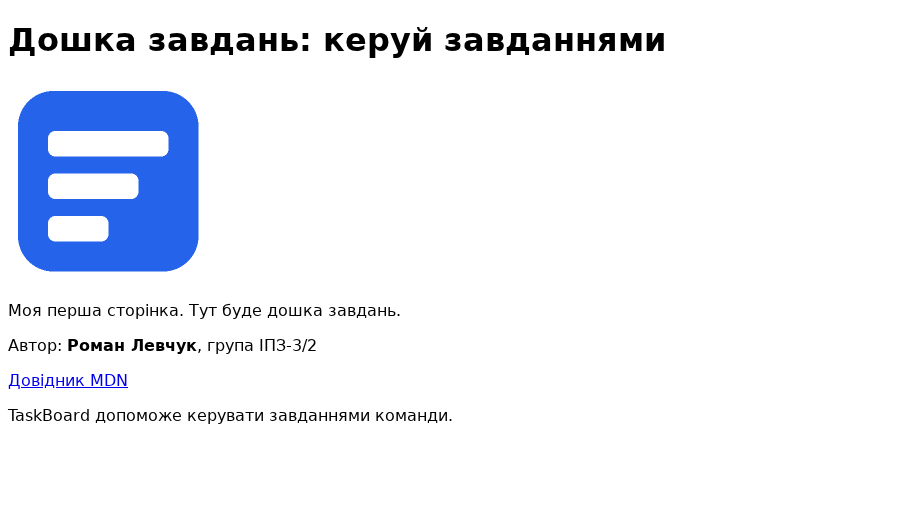 Дошка завдань: керуй завданнями
Моя перша сторінка. Тут буде дошка завдань.
Автор: Роман Левчук, група ІПЗ-3/2
Довідник MDN
TaskBoard допоможе керувати завданнями команди.